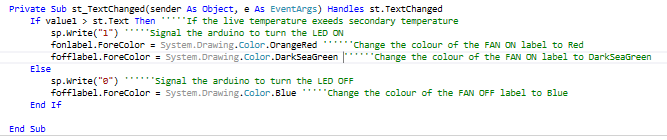 Private Sub st_TextChanged(sender As Object, e As EventArgs) Handles st.TextChanged
If value1 > st.Text Then '''''If the live temperature exeeds secondary temperature
sp.Write("1") '''''Signal the arduino to turn the LED ON
fonlabel.ForeColor = System.Drawing.Color.OrangeRed ''''''Change the colour of the FAN ON label to Red
fofflabel.ForeColor = System.Drawing.Color.DarkSeaGreen ''''''Change the colour of the FAN ON label to DarkSeaGreen
Else
sp.Write("0") ''''''Signal the arduino to turn the LED OFF
fofflabel.ForeColor = System.Drawing.Color.Blue '''''Change the colour of the FAN OFF label to Blue
End If
End Sub